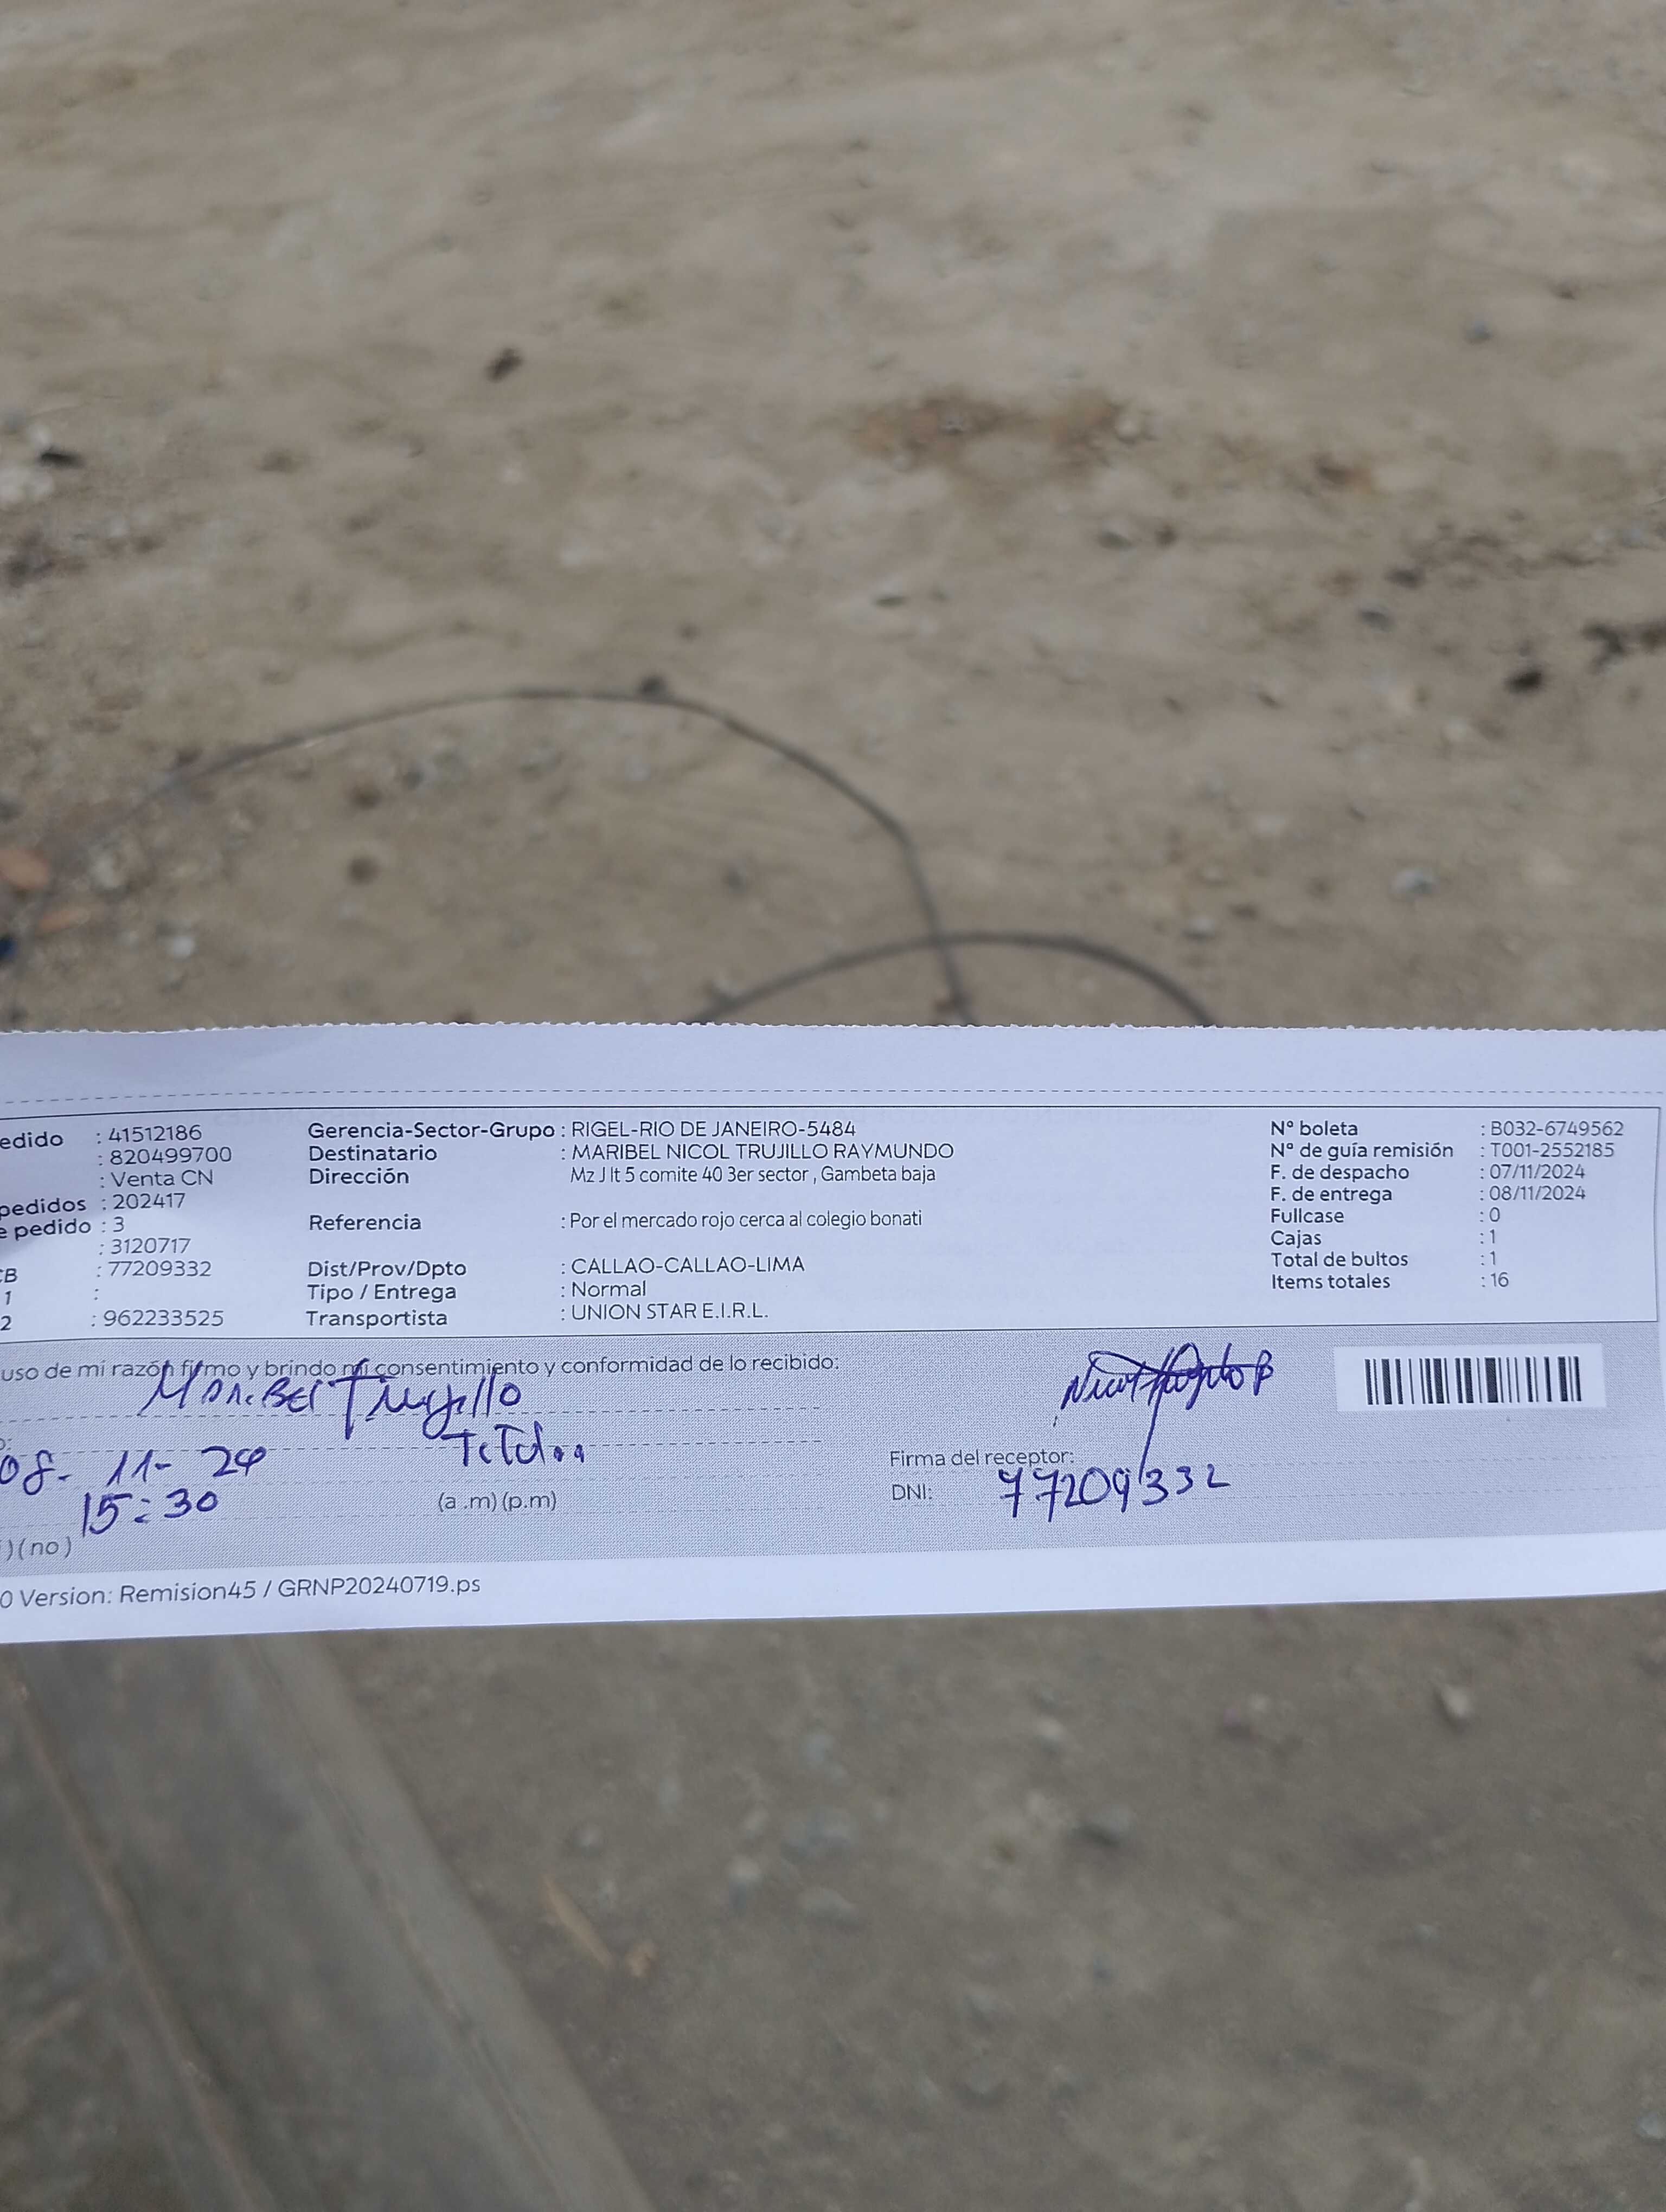 edido : 41512186 Gerencia-Sector-Grupo : RIGEL-RIO DE JANEIRO-5484 N° boleta : B032-6749562
: 820499700 Destinatario : MARIBEL NICOL TRUJILLO RAYMUNDO N° de guía remisión : T001-2552185
: Venta CN Dirección Mz J lt 5 comite 40 3er sector , Gambeta baja F. de despacho : 07/11/2024
pedidos : 202417 F. de entrega : 08/11/2024
e pedido : 3 Referencia : Por el mercado rojo cerca al colegio bonati Fullcase : 0
: 3120717 Cajas : 1
CB : 77209332 Dist/Prov/Dpto : CALLAO-CALLAO-LIMA Total de bultos : 1
1 : Tipo / Entrega : Normal Items totales : 16
2 : 962233525 Transportista : UNION STAR E.I.R.L.
uso de mi razón firmo y brindo mi consentimiento y conformidad de lo recibido:
Maribel Trujillo
08- 11- 24
Firma del receptor:
15:30 (a .m) (p.m) DNI: 77209332
) ( no )
0 Version: Remision45 / GRNP20240719.ps